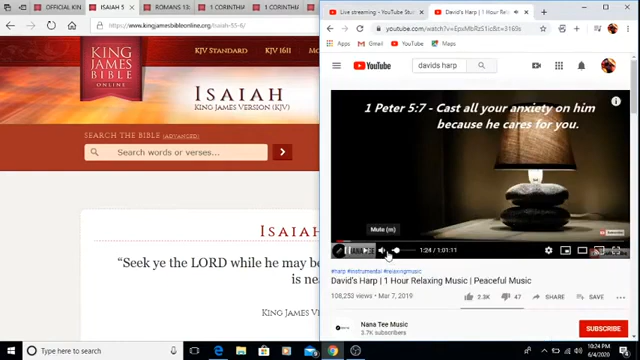 OFFICIAL KIN
ISAIAH 5
ROMANS 13:
1 CORINTHI
1 CORINTHI
https://www.kingjamesbibleonline.org/Isaiah-55-6/
KING JAMES BIBLE ONLINE
KJV STANDARD
KJV 1611
ISAIAH
KING JAMES VERSION (KJV)
SEARCH THE BIBLE (ADVANCED)
Search words or verses...
Isaiah
“Seek ye the LORD while he may be
is ne
KING JAMES V
Live streaming - YouTube Stu
David's Harp | 1 Hour Relax
youtube.com/watch?v=EpxMbRzS1ic&t=3169s
Apps
Gmail
YouTube
Maps
YouTube
davids harp
1 Peter 5:7 - Cast all your anxiety on him
because he cares for you.
Mute (m)
1:24 / 1:01:11
#harp #instrumental #relaxingmusic
David's Harp | 1 Hour Relaxing Music | Peaceful Music
108,253 views • Mar 7, 2019
2.3K
47
SHARE
SAVE
Nana Tee Music
3.7K subscribers
SUBSCRIBE
Type here to search
10:24 PM
6/4/2020